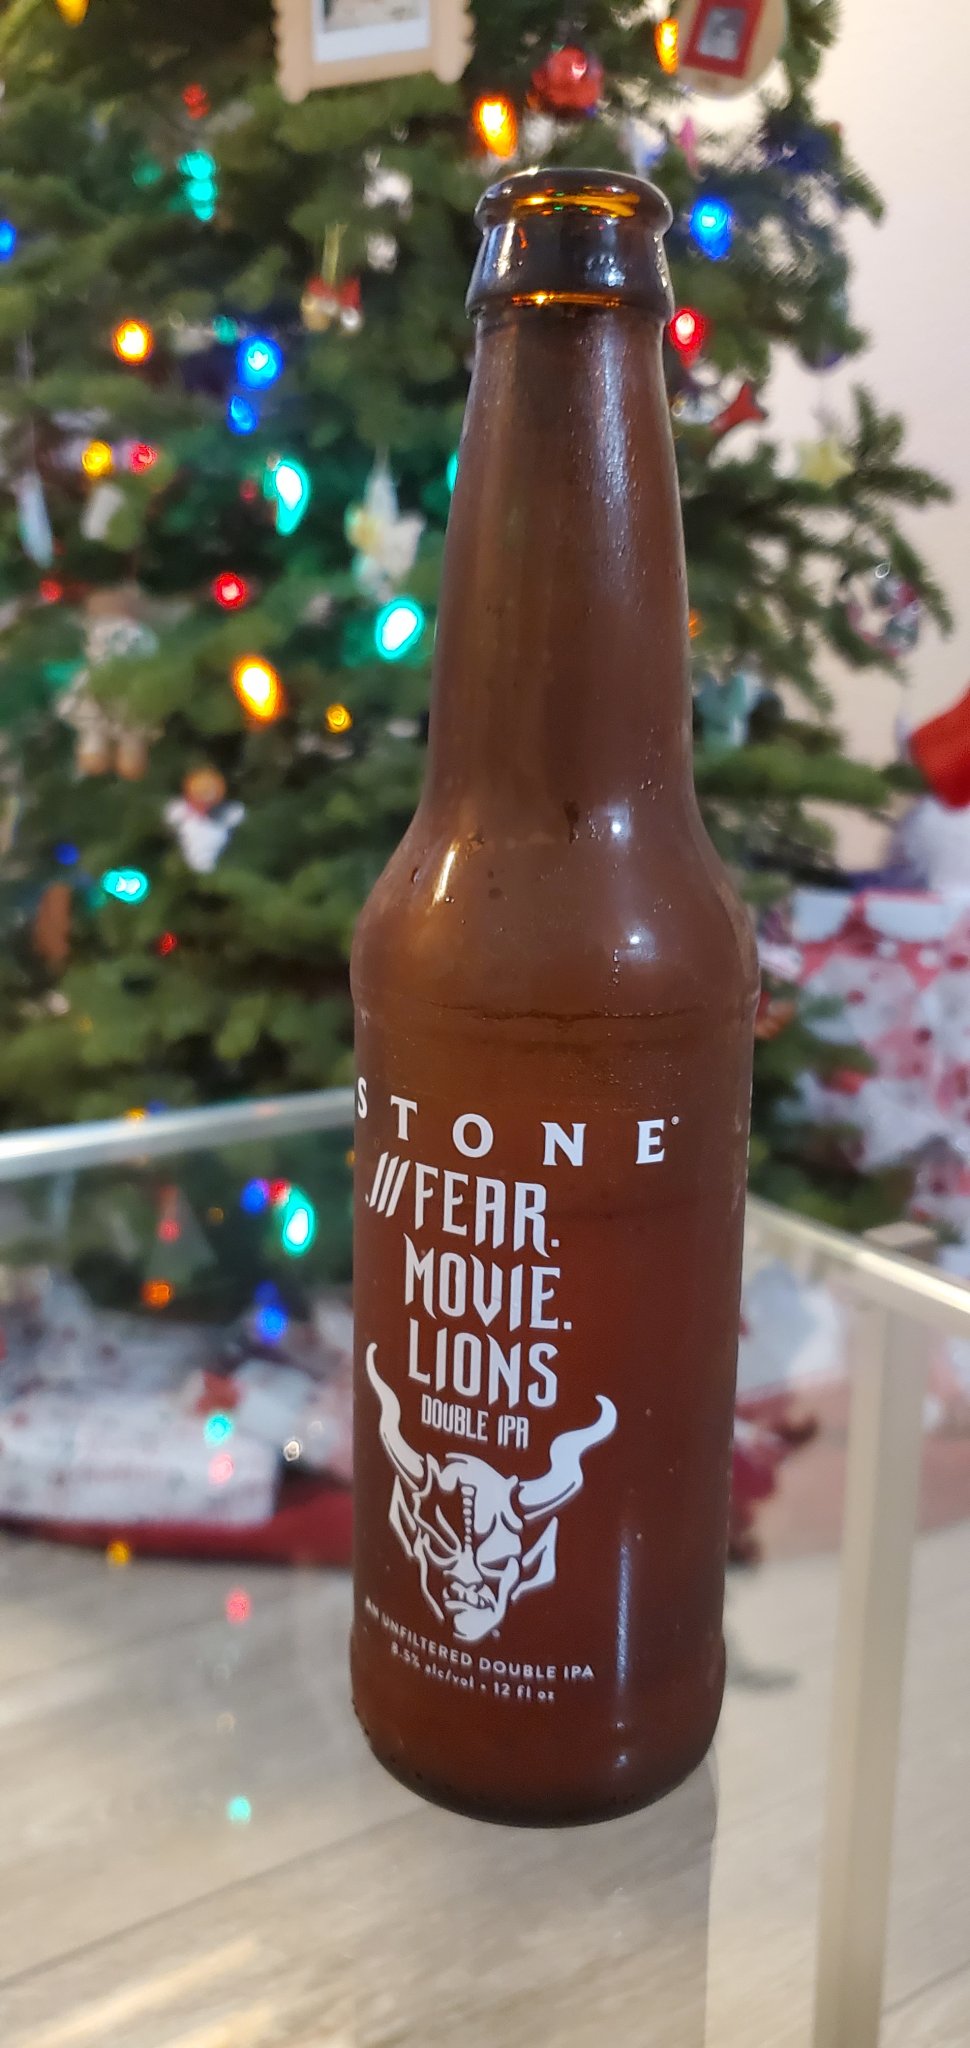 STONE®
///FEAR.
MOVIE.
LIONS
DOUBLE IPA
AN UNFILTERED DOUBLE IPA
8.5% alc/vol • 12 fl oz